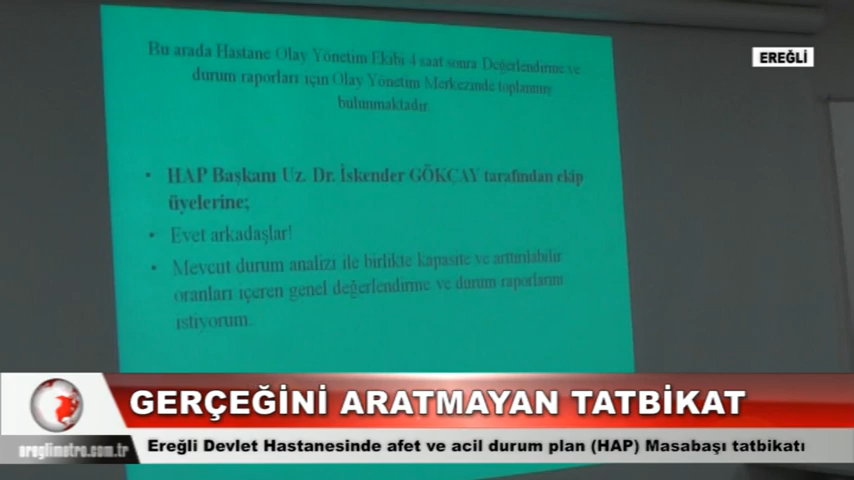 Bu arada Hastane Olay Yönetim Ekibi 4 saat sonra Değerlendirme ve
durum raporları için Olay Yönetim Merkezinde toplanmış
bulunmaktadır.
EREĞLİ
• HAP Başkanı Uz. Dr. İskender GÖKÇAY tarafından ekip
üyelerine;
• Evet arkadaşlar!
• Mevcut durum analizi ile birlikte kapasite ve arttırılabilir
oranları içeren genel değerlendirme ve durum raporlarını
istiyorum.
GERÇEĞİNİ ARATMAYAN TATBİKAT
Ereğli Devlet Hastanesinde afet ve acil durum plan (HAP) Masabaşı tatbikatı
ereglimetro.com.tr